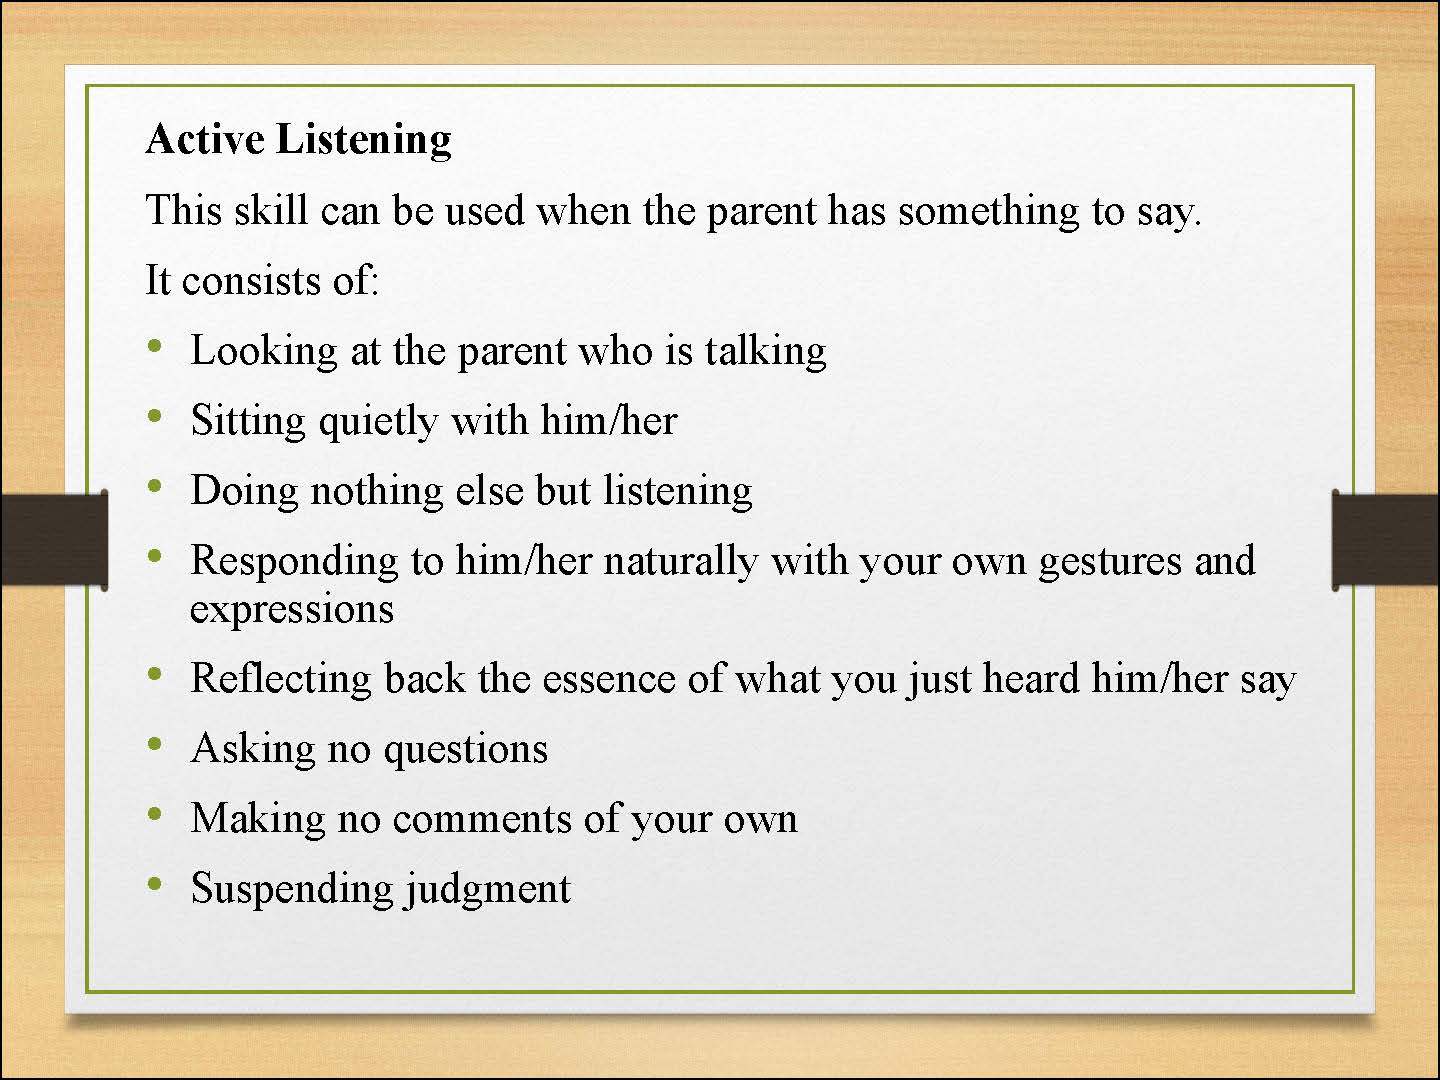 Active Listening
This skill can be used when the parent has something to say.
It consists of:
• Looking at the parent who is talking
• Sitting quietly with him/her
• Doing nothing else but listening
• Responding to him/her naturally with your own gestures and
expressions
• Reflecting back the essence of what you just heard him/her say
• Asking no questions
• Making no comments of your own
• Suspending judgment